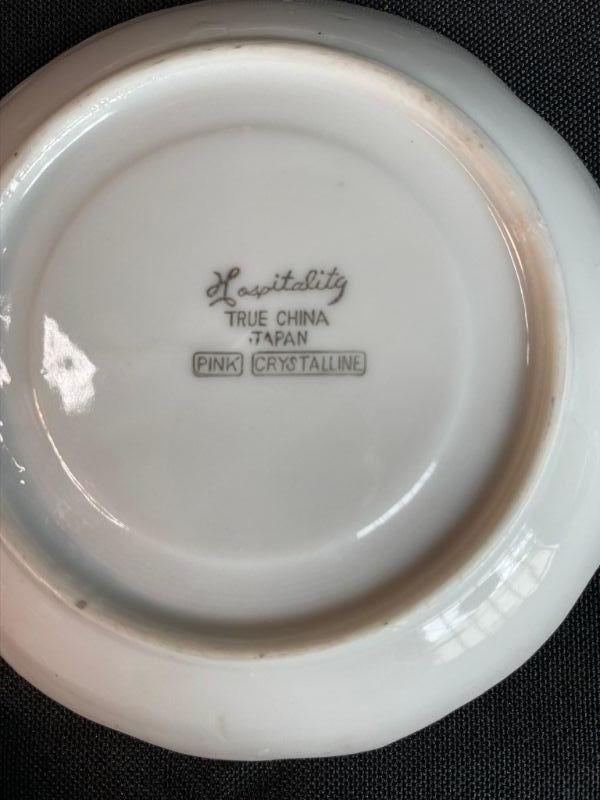 Hospitality
TRUE CHINA
JAPAN
PINK CRYSTALLINE